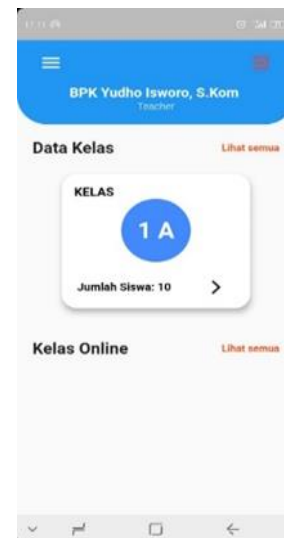 BPK Yudho Isworo, S.Kom
Teacher
Data Kelas
Lihat semua
KELAS
1 A
Jumlah Siswa: 10
Kelas Online
Lihat semua